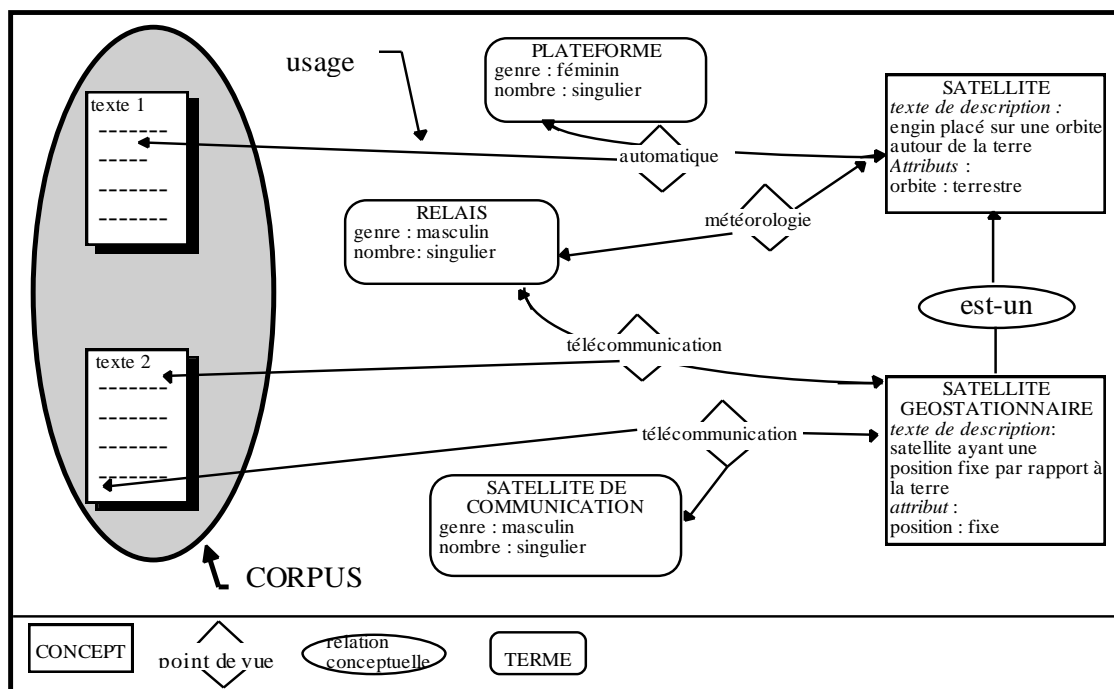 usage
PLATEFORME
genre : féminin
nombre : singulier
texte 1
SATELLITE
texte de description :
engin placé sur une orbite
autour de la terre
Attributs :
orbite : terrestre
automatique
RELAIS
genre : masculin
nombre: singulier
météorologie
est-un
télécommunication
texte 2
SATELLITE
GEOSTATIONNAIRE
texte de description:
satellite ayant une
position fixe par rapport à
la terre
attribut :
position : fixe
télécommunication
SATELLITE DE
COMMUNICATION
genre : masculin
nombre : singulier
CORPUS
CONCEPT
point de vue
relation
conceptuelle
TERME